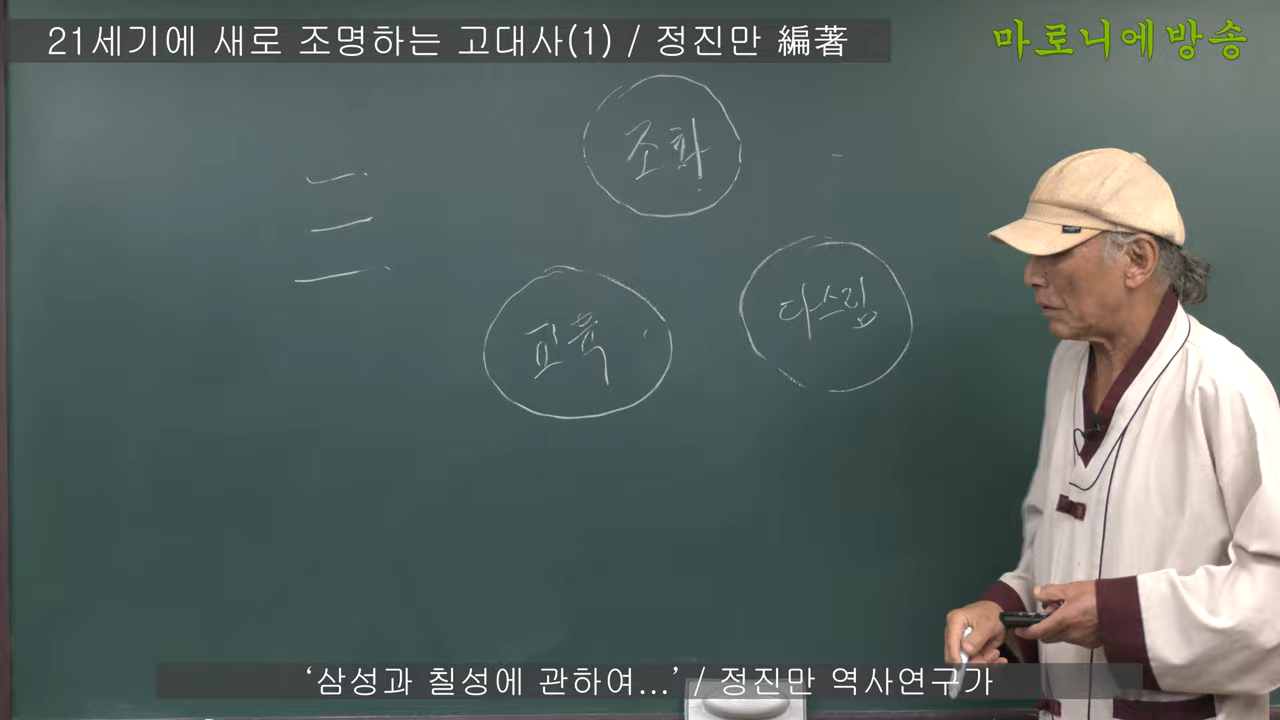 21세기에 새로 조명하는 고대사(1) / 정진만 編著
마로니에방송
조화
三
교육
다스림
‘삼성과 칠성에 관하여...’ / 정진만 역사연구가